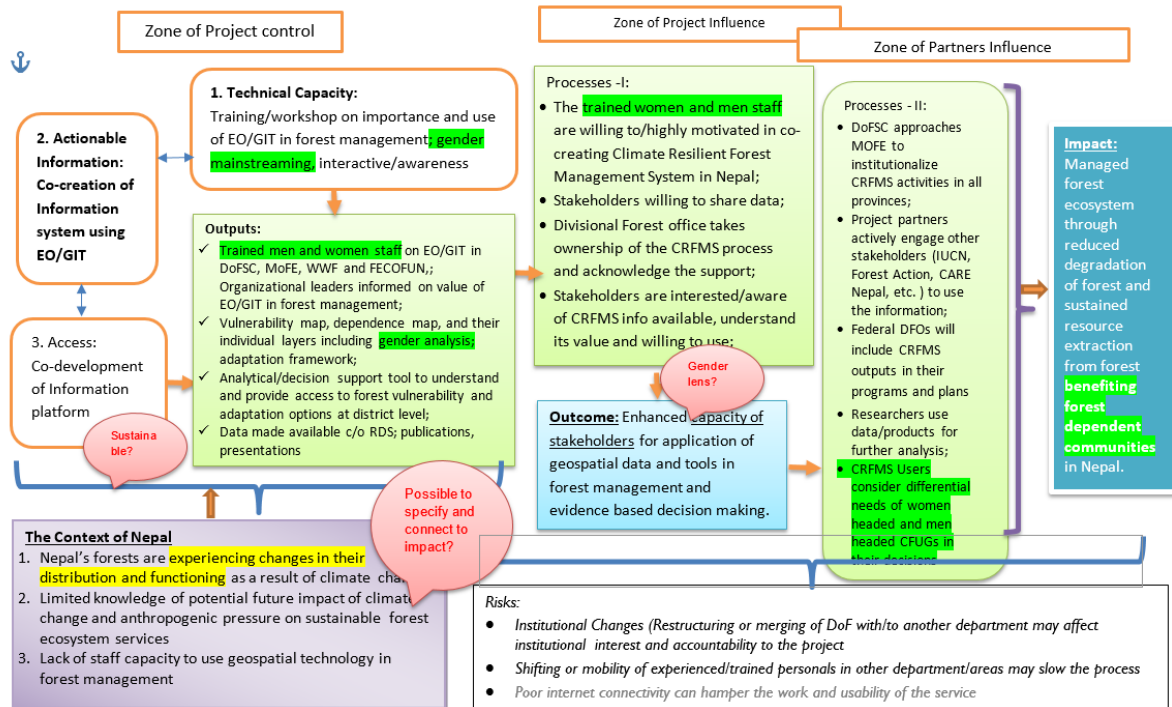 Zone of Project control
Zone of Project Influence
Zone of Partners Influence
1. Technical Capacity:
Training/workshop on importance and use
of EO/GIT in forest management; gender
mainstreaming, interactive/awareness
2. Actionable
Information:
Co-creation of
Information
system using
EO/GIT
3. Access:
Co-development
of Information
platform
Sustaina
ble?
Outputs:
✓ Trained men and women staff on EO/GIT in
DoFSC, MoFE, WWF and FECOFUN,;
Organizational leaders informed on value of
EO/GIT in forest management;
✓ Vulnerability map, dependence map, and their
individual layers including gender analysis;
adaptation framework;
✓ Analytical/decision support tool to understand
and provide access to forest vulnerability and
adaptation options at district level;
✓ Data made available c/o RDS; publications,
presentations
Processes -I:
• The trained women and men staff
are willing to/highly motivated in co-
creating Climate Resilient Forest
Management System in Nepal;
• Stakeholders willing to share data;
• Divisional Forest office takes
ownership of the CRFMS process
and acknowledge the support;
• Stakeholders are interested/aware
of CRFMS info available, understand
its value and willing to use;
Gender
lens?
Outcome: Enhanced capacity of
stakeholders for application of
geospatial data and tools in
forest management and
evidence based decision making.
Processes - II:
• DoFSC approaches
MOFE to
institutionalize
CRFMS activities in all
provinces;
• Project partners
actively engage other
stakeholders (IUCN,
Forest Action, CARE
Nepal, etc. ) to use
the information;
• Federal DFOs will
include CRFMS
outputs in their
programs and plans
• Researchers use
data/products for
further analysis;
• CRFMS Users
consider differential
needs of women
headed and men
headed CFUGs in
their decisions
Impact:
Managed
forest
ecosystem
through
reduced
degradation
of forest and
sustained
resource
extraction
from forest
benefiting
forest
dependent
communities
in Nepal.
Possible to
specify and
connect to
impact?
The Context of Nepal
1. Nepal's forests are experiencing changes in their
distribution and functioning as a result of climate
2. Limited knowledge of potential future impact of climate
change and anthropogenic pressure on sustainable forest
ecosystem services
3. Lack of staff capacity to use geospatial technology in
forest management
Risks:
• Institutional Changes (Restructuring or merging of DoF with/to another department may affect
institutional interest and accountability to the project
• Shifting or mobility of experienced/trained personals in other department/areas may slow the process
• Poor internet connectivity can hamper the work and usability of the service